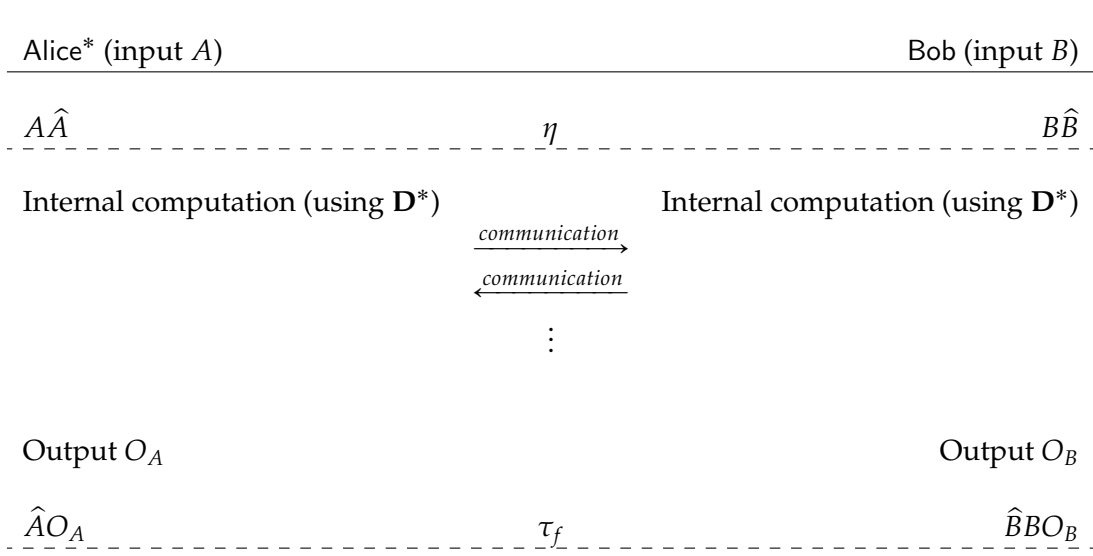 Alice* (input A) Bob (input B)
AÂ η BB̂
Internal computation (using D*) Internal computation (using D*)
communication
communication
⋮
Output O_A Output O_B
ÂO_A τ_f B̂BO_B